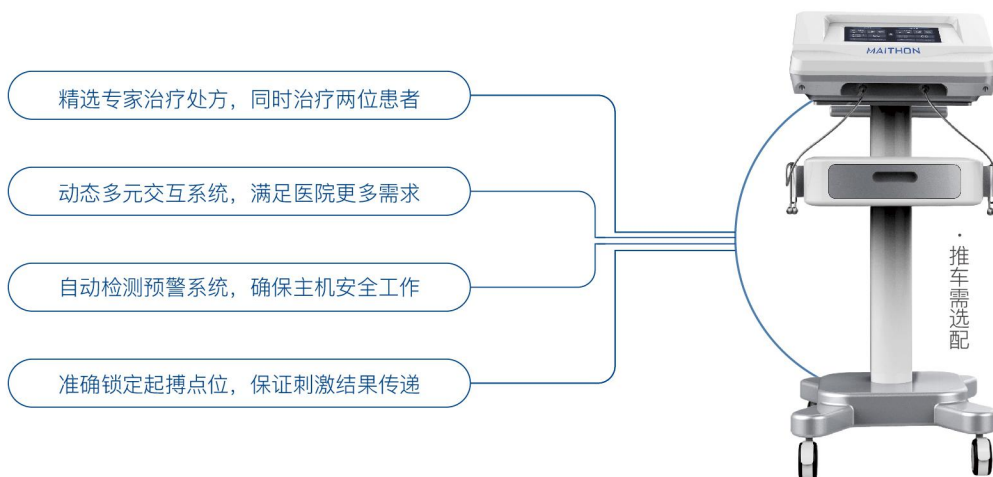 精选专家治疗处方，同时治疗两位患者
动态多元交互系统，满足医院更多需求
自动检测预警系统，确保主机安全工作
准确锁定起搏点位，保证刺激结果传递
MAiTHON
·推车需选配